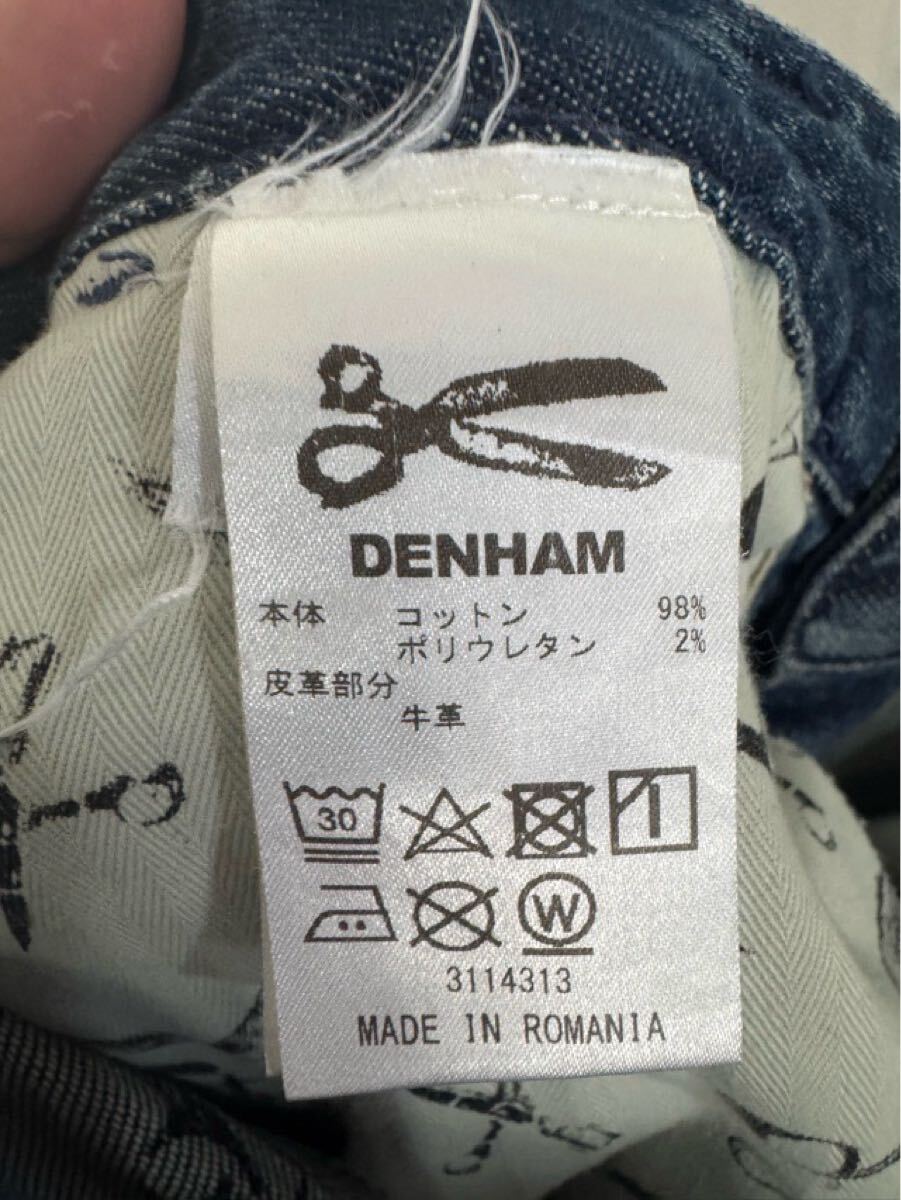 DENHAM
本体 コットン 98%
ポリウレタン 2%
皮革部分
牛革
30
W
3114313
MADE IN ROMANIA